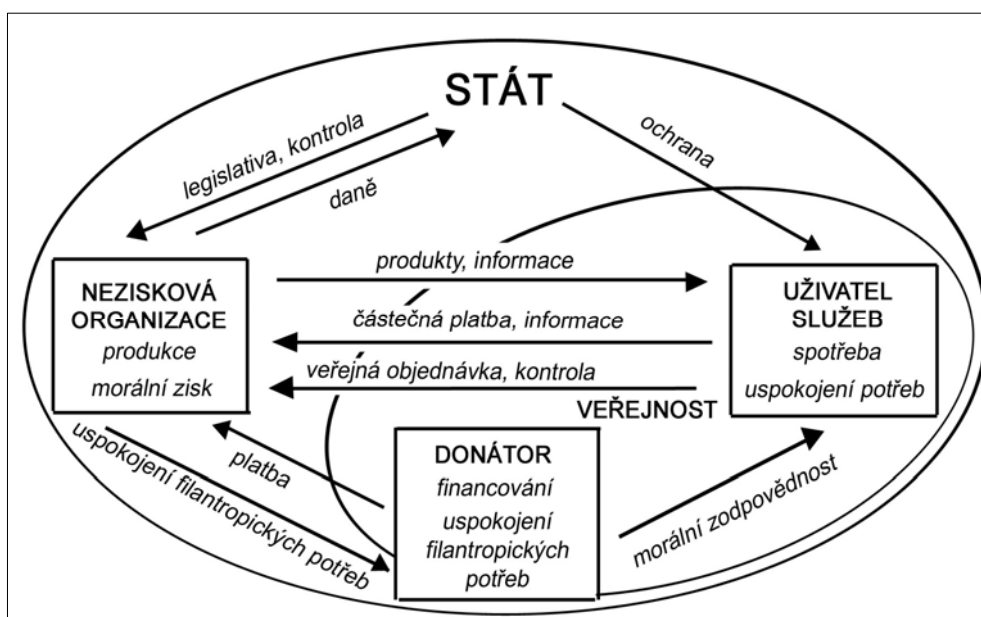 STÁT
legislativa, kontrola
daně
ochrana
NEZISKOVÁ
ORGANIZACE
produkce
morální zisk
produkty, informace
částečná platba, informace
veřejná objednávka, kontrola
VEŘEJNOST
UŽIVATEL
SLUŽEB
spotřeba
uspokojení potřeb
uspokojení filantropických potřeb
platba
DONÁTOR
financování
uspokojení
filantropických
potřeb
morální zodpovědnost